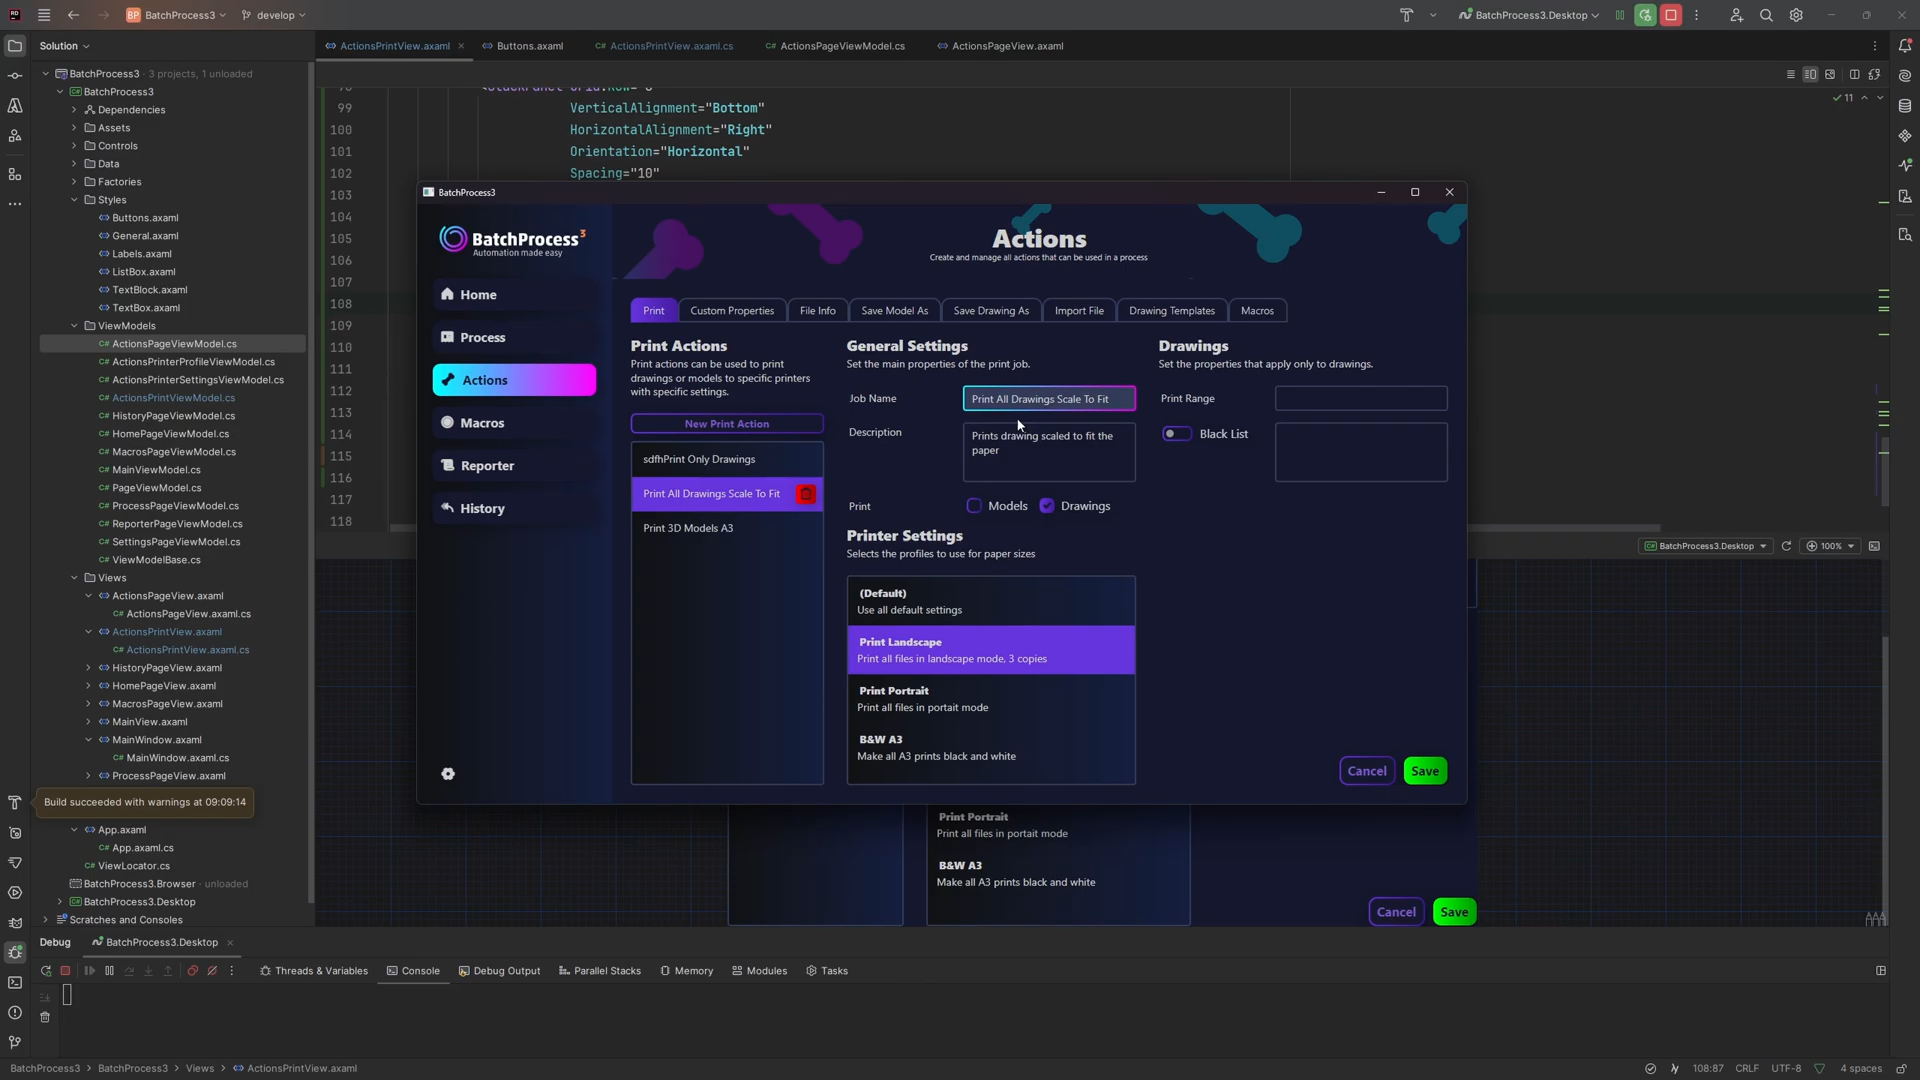 BP BatchProcess3
develop
BatchProcess3.Desktop
Solution
ActionsPrintView.axaml
Buttons.axaml
C# ActionsPrintView.axaml.cs
C# ActionsPageViewModel.cs
ActionsPageView.axaml
BatchProcess3 · 3 projects, 1 unloaded
BatchProcess3
Dependencies
Assets
Controls
Data
Factories
Styles
Buttons.axaml
General.axaml
Labels.axaml
ListBox.axaml
TextBlock.axaml
TextBox.axaml
ViewModels
C# ActionsPageViewModel.cs
C# ActionsPrinterProfileViewModel.cs
C# ActionsPrinterSettingsViewModel.cs
C# ActionsPrintViewModel.cs
C# HistoryPageViewModel.cs
C# HomePageViewModel.cs
C# MacrosPageViewModel.cs
C# MainViewModel.cs
C# PageViewModel.cs
C# ProcessPageViewModel.cs
C# ReporterPageViewModel.cs
C# SettingsPageViewModel.cs
C# ViewModelBase.cs
Views
ActionsPageView.axaml
C# ActionsPageView.axaml.cs
ActionsPrintView.axaml
C# ActionsPrintView.axaml.cs
HistoryPageView.axaml
HomePageView.axaml
MacrosPageView.axaml
MainView.axaml
MainWindow.axaml
C# MainWindow.axaml.cs
ProcessPageView.axaml
Build succeeded with warnings at 09:09:14
App.axaml
C# App.axaml.cs
C# ViewLocator.cs
BatchProcess3.Browser · unloaded
BatchProcess3.Desktop
Scratches and Consoles
11
99 VerticalAlignment="Bottom"
100 HorizontalAlignment="Right"
101 Orientation="Horizontal"
102 Spacing="10"
103
104
105
106
107
108
109
110
111
112
113
114
115
116
117
118
BatchProcess3
BatchProcess3
Automation made easy
Home
Process
Actions
Macros
Reporter
History
Actions
Create and manage all actions that can be used in a process
Print
Custom Properties
File Info
Save Model As
Save Drawing As
Import File
Drawing Templates
Macros
Print Actions
Print actions can be used to print
drawings or models to specific printers
with specific settings.
New Print Action
sdfhPrint Only Drawings
Print All Drawings Scale To Fit
Print 3D Models A3
General Settings
Set the main properties of the print job.
Job Name
Print All Drawings Scale To Fit
Description
Prints drawing scaled to fit the
paper
Print
Models
Drawings
Printer Settings
Selects the profiles to use for paper sizes
(Default)
Use all default settings
Print Landscape
Print all files in landscape mode, 3 copies
Print Portrait
Print all files in portait mode
B&W A3
Make all A3 prints black and white
Drawings
Set the properties that apply only to drawings.
Print Range
Black List
Cancel
Save
BatchProcess3.Desktop
100%
Print Portrait
Print all files in portait mode
B&W A3
Make all A3 prints black and white
Cancel
Save
Debug
BatchProcess3.Desktop
Threads & Variables
Console
Debug Output
Parallel Stacks
Memory
Modules
Tasks
BatchProcess3 > BatchProcess3 > Views > ActionsPrintView.axaml
108:87
CRLF
UTF-8
4 spaces